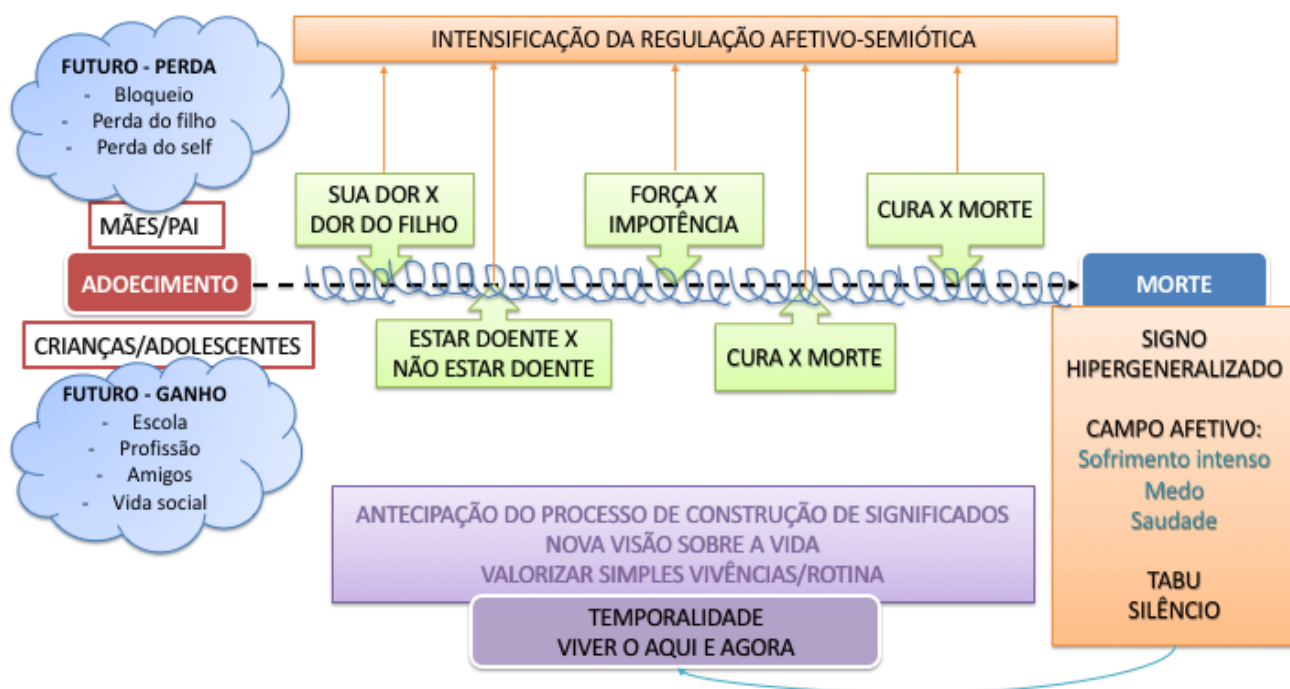 INTENSIFICAÇÃO DA REGULAÇÃO AFETIVO-SEMIÓTICA
FUTURO - PERDA
- Bloqueio
- Perda do filho
- Perda do self
MÃES/PAI
ADOECIMENTO
CRIANÇAS/ADOLESCENTES
FUTURO - GANHO
- Escola
- Profissão
- Amigos
- Vida social
SUA DOR X
DOR DO FILHO
FORÇA X
IMPOTÊNCIA
CURA X MORTE
ESTAR DOENTE X
NÃO ESTAR DOENTE
CURA X MORTE
MORTE
SIGNO
HIPERGENERALIZADO
CAMPO AFETIVO:
Sofrimento intenso
Medo
Saudade
TABU
SILÊNCIO
ANTECIPAÇÃO DO PROCESSO DE CONSTRUÇÃO DE SIGNIFICADOS
NOVA VISÃO SOBRE A VIDA
VALORIZAR SIMPLES VIVÊNCIAS/ROTINA
TEMPORALIDADE
VIVER O AQUI E AGORA